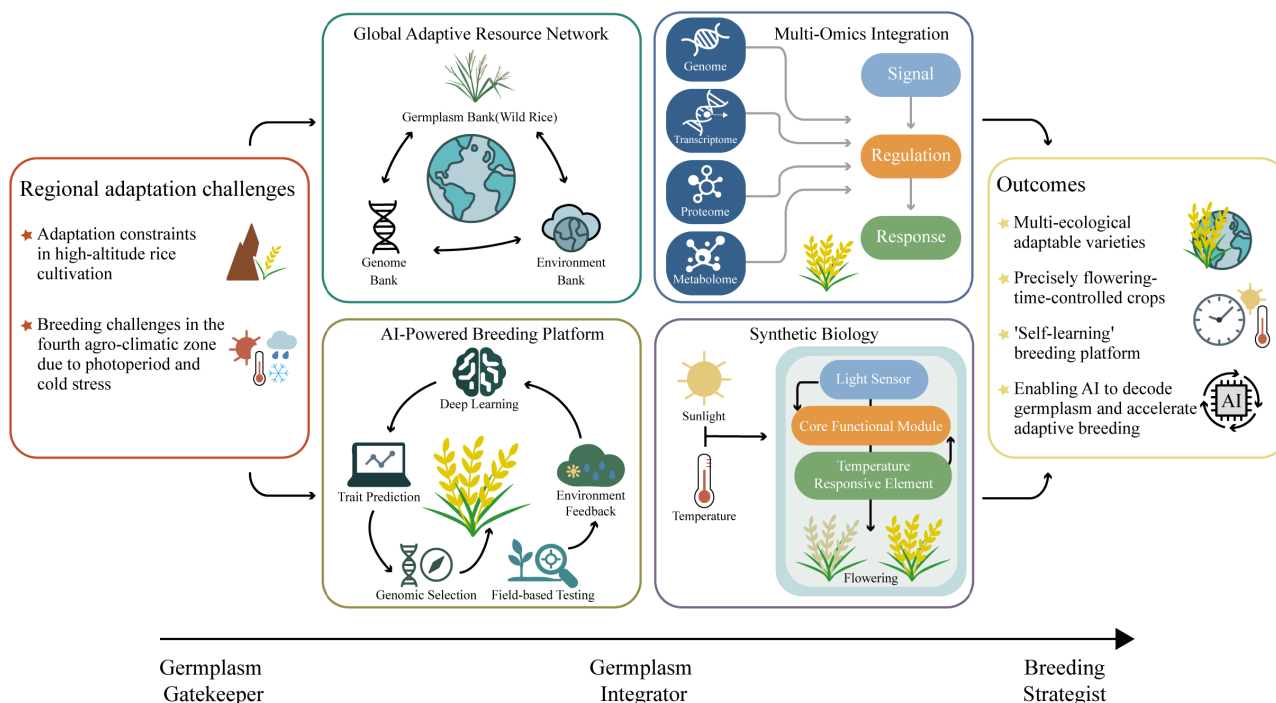 Regional adaptation challenges
Adaptation constraints
in high-altitude rice
cultivation
Breeding challenges in the
fourth agro-climatic zone
due to photoperiod and
cold stress
Global Adaptive Resource Network
Germplasm Bank(Wild Rice)
Genome
Bank
Environment
Bank
Multi-Omics Integration
Genome
Transcriptome
Proteome
Metabolome
Signal
Regulation
Response
AI-Powered Breeding Platform
Deep Learning
Trait Prediction
Environment
Feedback
Genomic Selection
Field-based Testing
Synthetic Biology
Sunlight
Temperature
Light Sensor
Core Functional Module
Temperature
Responsive Element
Flowering
Outcomes
Multi-ecological
adaptable varieties
Precisely flowering-
time-controlled crops
'Self-learning'
breeding platform
Enabling AI to decode
germplasm and accelerate
adaptive breeding
AI
Germplasm
Gatekeeper
Germplasm
Integrator
Breeding
Strategist